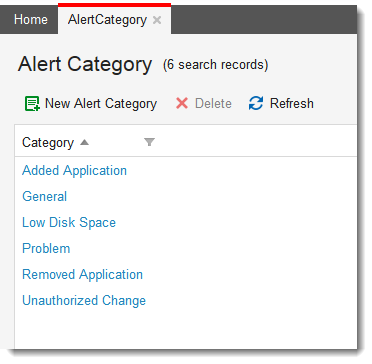 Home AlertCategory
Alert Category (6 search records)
New Alert Category Delete Refresh
Category
Added Application
General
Low Disk Space
Problem
Removed Application
Unauthorized Change